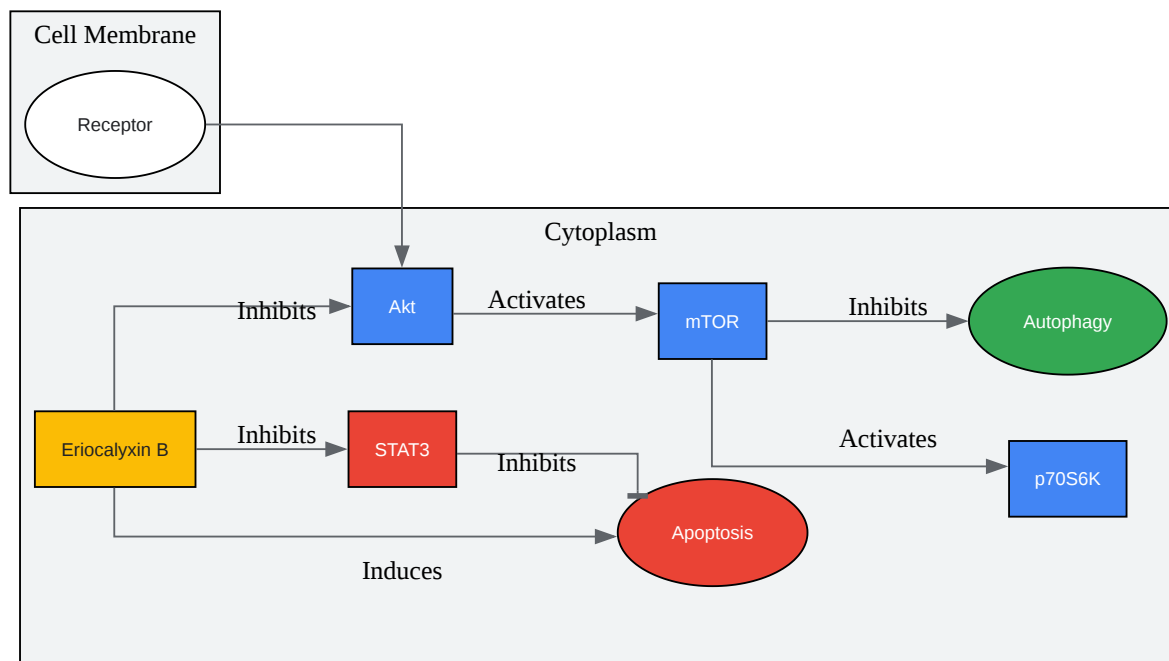 Cell Membrane
Receptor
Cytoplasm
Inhibits
Akt
Activates
mTOR
Inhibits
Autophagy
Eriocalyxin B
Inhibits
STAT3
Inhibits
Activates
p70S6K
Apoptosis
Induces